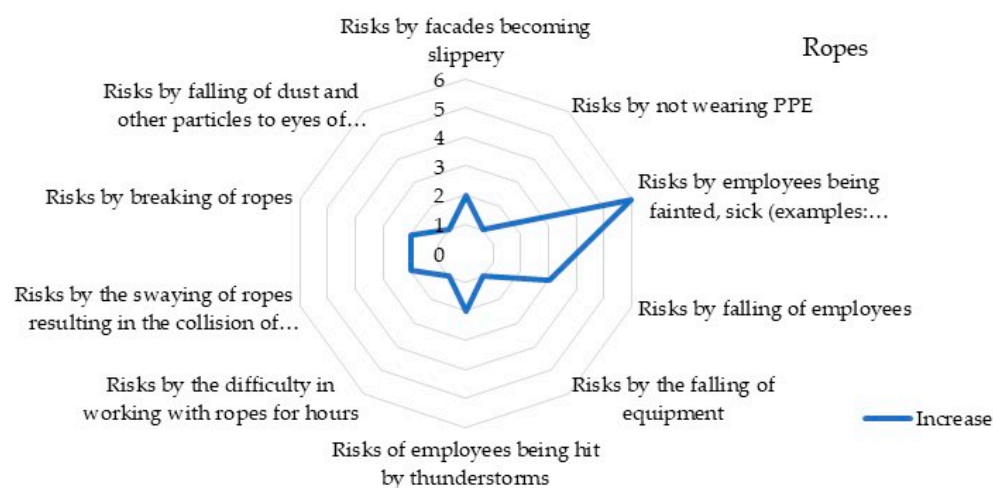 Risks by facades becoming
slippery
Ropes
6
5
4
3
2
1
0
Risks by not wearing PPE
Risks by employees being
fainted, sick (examples:...
Risks by falling of employees
Risks by the falling of
equipment
Risks of employees being hit
by thunderstorms
Risks by the difficulty in
working with ropes for hours
Risks by the swaying of ropes
resulting in the collision of...
Risks by breaking of ropes
Risks by falling of dust and
other particles to eyes of...
Increase